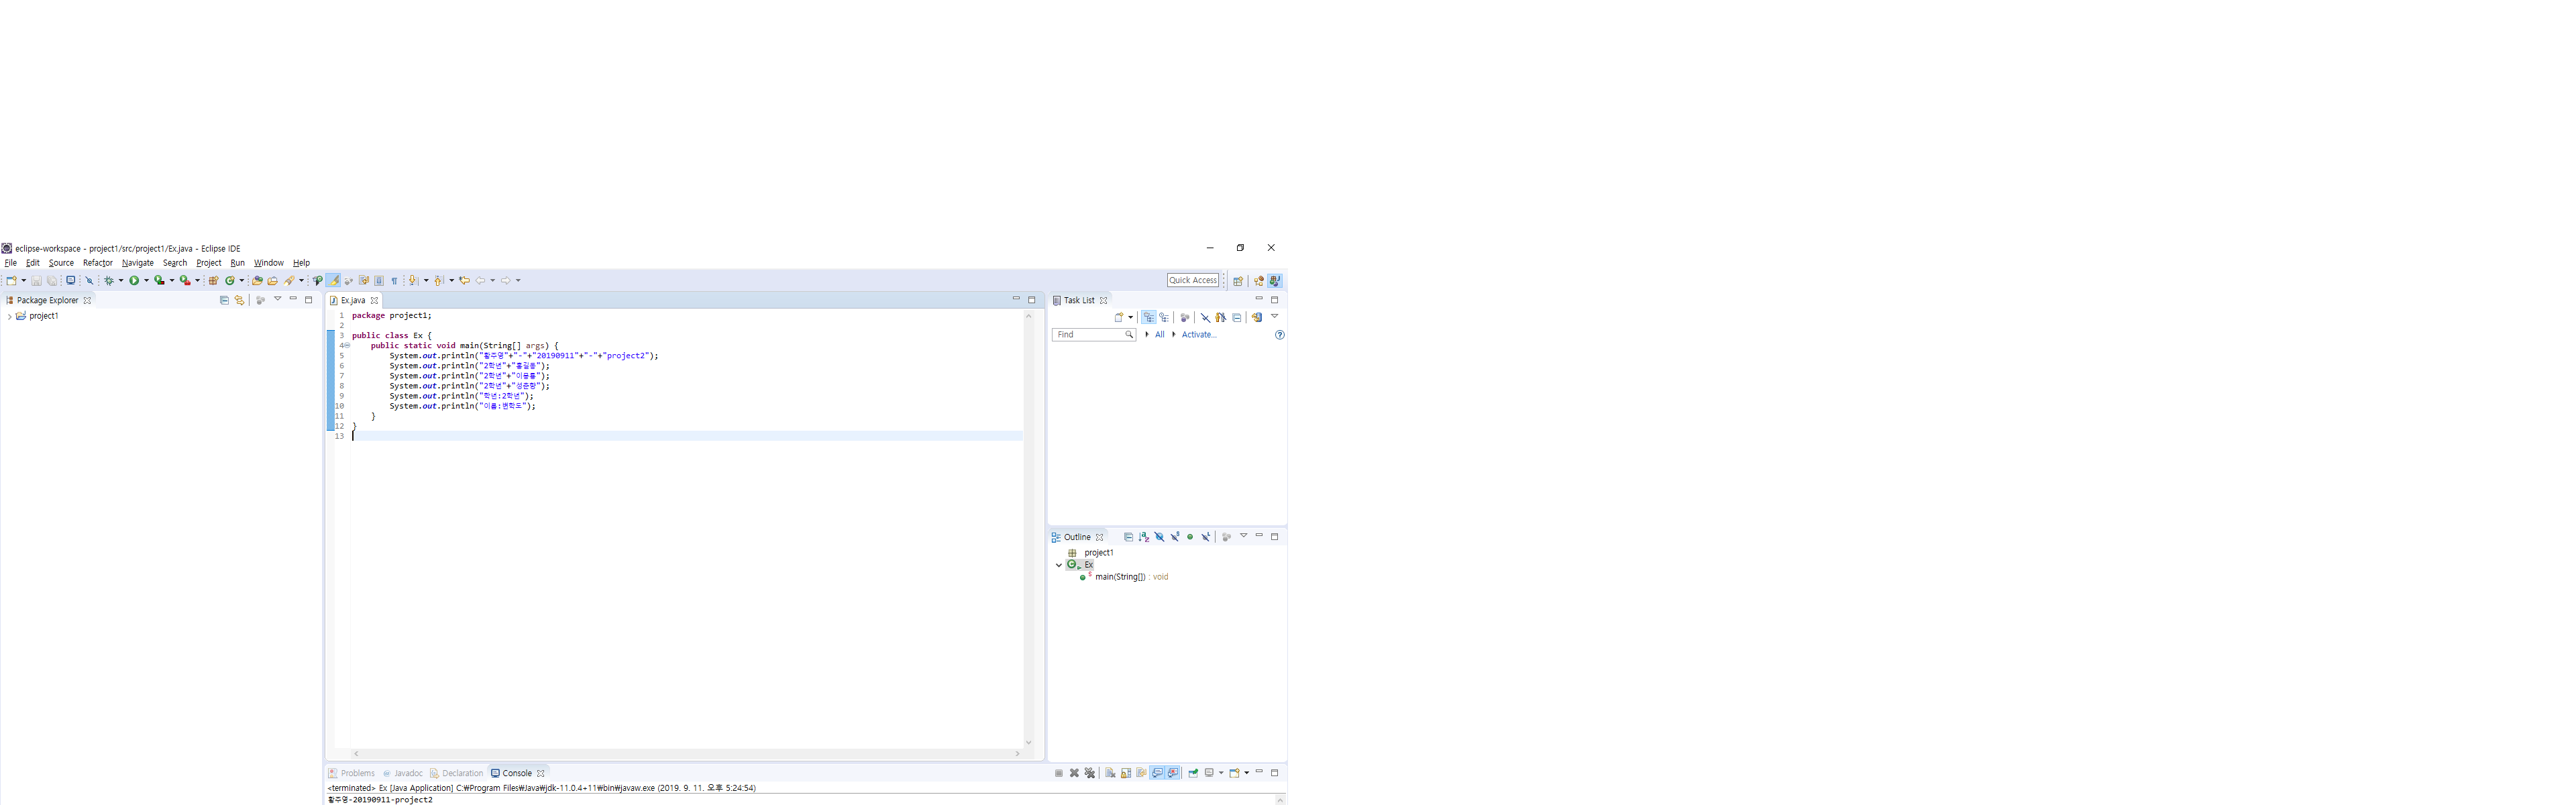 eclipse-workspace - project1/src/project1/Ex.java - Eclipse IDE
File Edit Source Refactor Navigate Search Project Run Window Help
Quick Access
Package Explorer
project1
Ex.java
1 package project1;
2
3 public class Ex {
4 public static void main(String[] args) {
5 System.out.println("황주영"+"-"+"20190911"+"-"+"project2");
6 System.out.println("2학년"+"홍길동");
7 System.out.println("2학년"+"이몽룡");
8 System.out.println("2학년"+"성춘향");
9 System.out.println("학년:2학년");
10 System.out.println("이름:변학도");
11 }
12 }
13
Task List
Find
All
Activate...
Outline
project1
Ex
main(String[]) : void
Problems Javadoc Declaration Console
<terminated> Ex [Java Application] C:₩Program Files₩Java₩jdk-11.0.4+11₩bin₩javaw.exe (2019. 9. 11. 오후 5:24:54)
황주영-20190911-project2